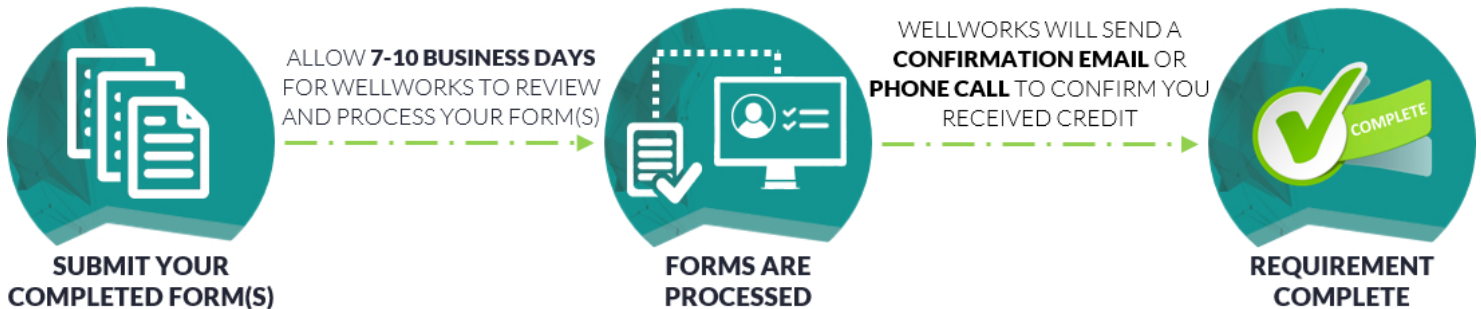 ALLOW 7-10 BUSINESS DAYS
FOR WELLWORKS TO REVIEW
AND PROCESS YOUR FORM(S)
WELLWORKS WILL SEND A
CONFIRMATION EMAIL OR
PHONE CALL TO CONFIRM YOU
RECEIVED CREDIT
COMPLETE
SUBMIT YOUR
COMPLETED FORM(S)
FORMS ARE
PROCESSED
REQUIREMENT
COMPLETE